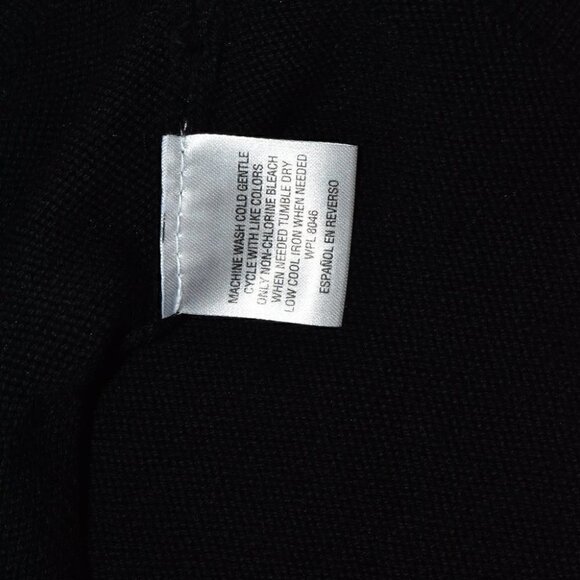 MACHINE WASH COLD GENTLE
CYCLE WITH LIKE COLORS
ONLY NON-CHLORINE BLEACH
WHEN NEEDED TUMBLE DRY
LOW COOL IRON WHEN NEEDED
WPL 8046
ESPAÑOL EN REVERSO